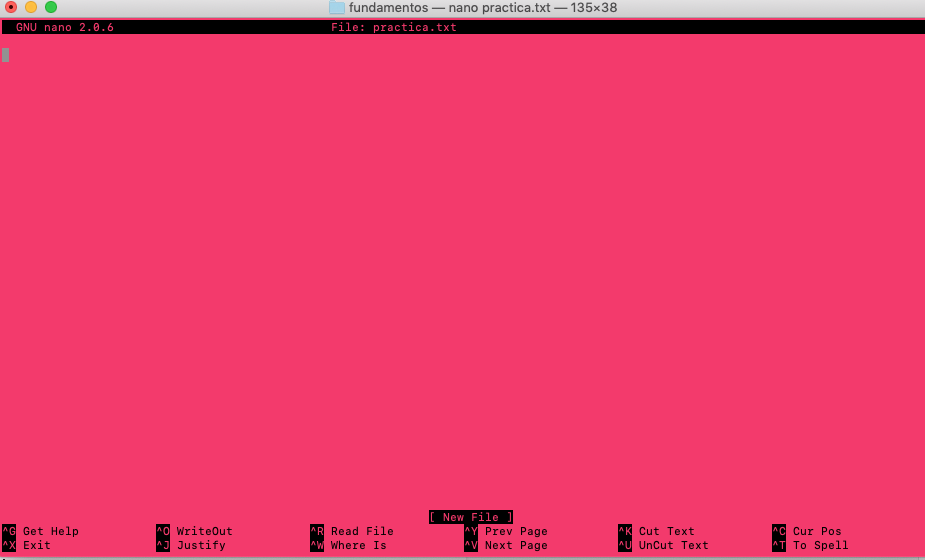 fundamentos — nano practica.txt — 135×38
GNU nano 2.0.6 File: practica.txt
[ New File ]
^G Get Help ^O WriteOut ^R Read File ^Y Prev Page ^K Cut Text ^C Cur Pos
^X Exit ^J Justify ^W Where Is ^V Next Page ^U UnCut Text ^T To Spell